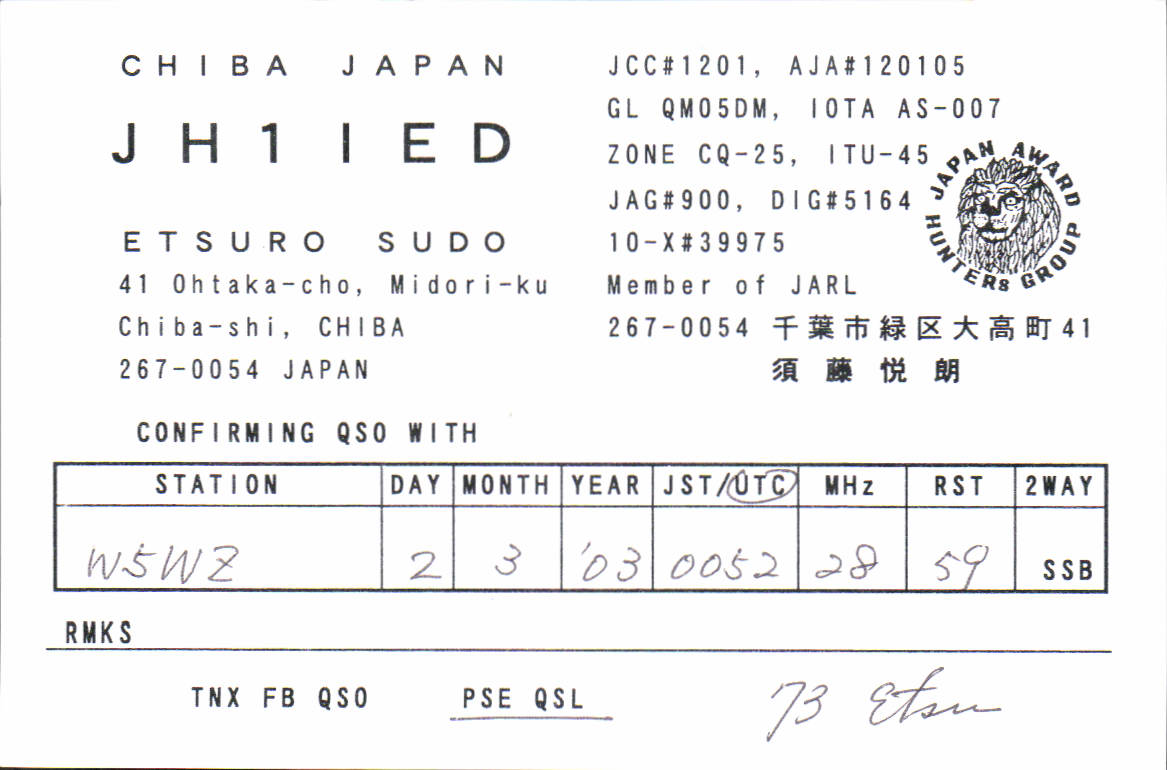 CHIBA JAPAN
JH1IED
ETSURO SUDO
41 Ohtaka-cho, Midori-ku
Chiba-shi, CHIBA
267-0054 JAPAN
JCC#1201, AJA#120105
GL QM05DM, IOTA AS-007
ZONE CQ-25, ITU-45
JAG#900, DIG#5164
10-X#39975
Member of JARL
267-0054 千葉市緑区大高町41
須藤悦朗
JAPAN AWARD
HUNTERS GROUP
CONFIRMING QSO WITH
STATION DAY MONTH YEAR JST/UTC MHz RST 2WAY
W5WZ 2 3 '03 0052 28 59 SSB
RMKS
TNX FB QSO PSE QSL 73 Etsu